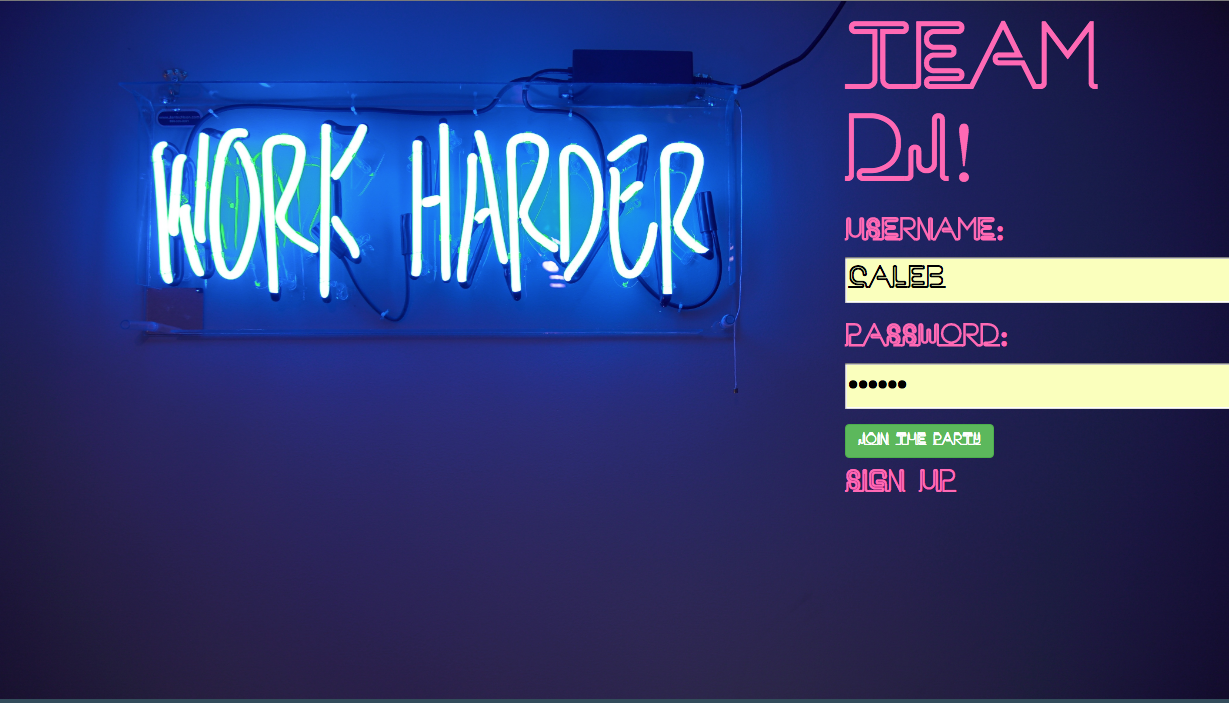 WORK HARDER
TEAM
DJ!
USERNAME:
CALEB
PASSWORD:
••••••
JOIN THE PARTY
SIGN UP